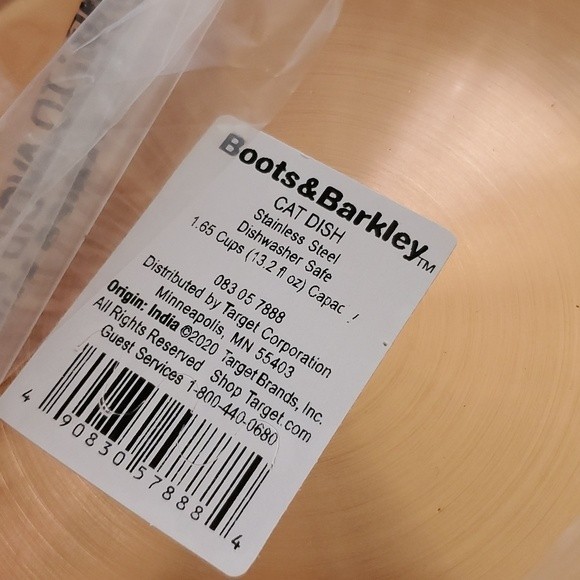 Boots&Barkley™
CAT DISH
Stainless Steel
Dishwasher Safe
1.65 Cups (13.2 fl oz) Capac
083 05 7888
Distributed by Target Corporation
Minneapolis, MN 55403
Origin: India ©2020 Target Brands, Inc.
All Rights Reserved Shop Target.com
Guest Services 1-800-440-0680
4 90830 57888 4